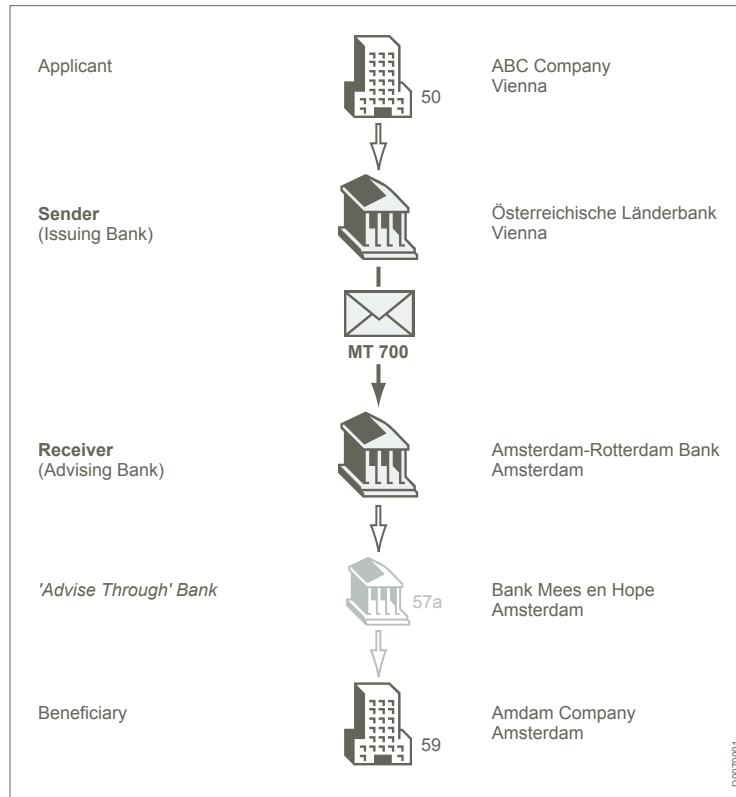 Applicant
50
ABC Company
Vienna
Sender
(Issuing Bank)
Österreichische Länderbank
Vienna
MT 700
Receiver
(Advising Bank)
Amsterdam-Rotterdam Bank
Amsterdam
'Advise Through' Bank
57a
Bank Mees en Hope
Amsterdam
Beneficiary
59
Amdam Company
Amsterdam